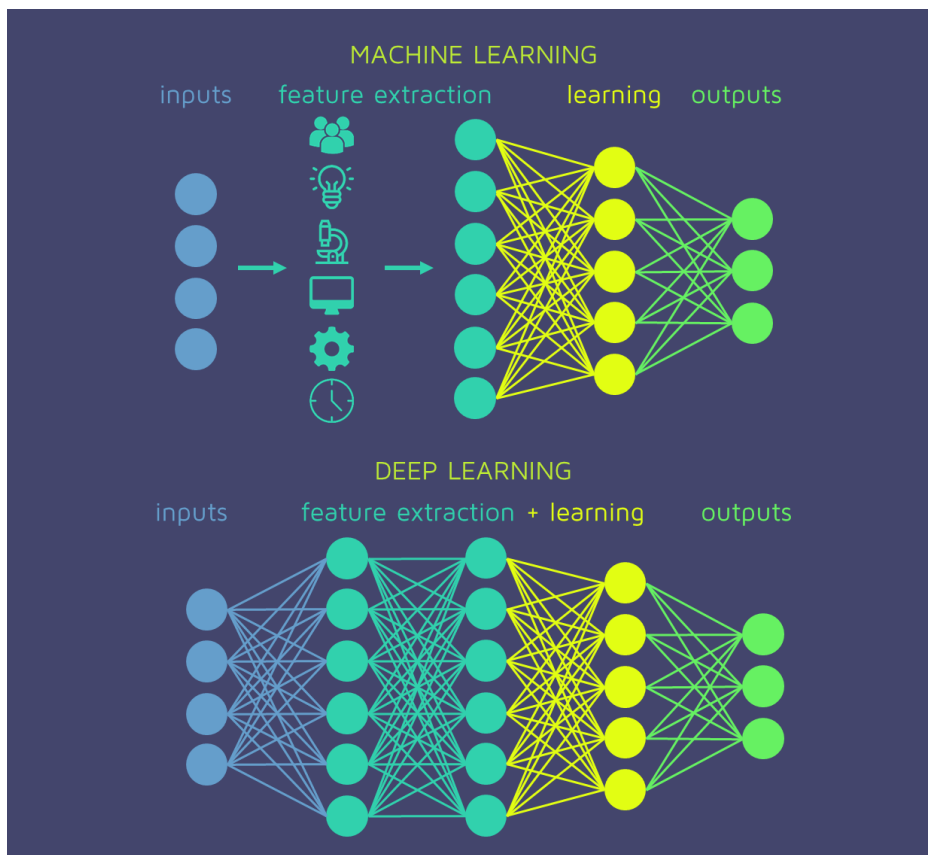 MACHINE LEARNING
inputs feature extraction learning outputs
DEEP LEARNING
inputs feature extraction + learning outputs